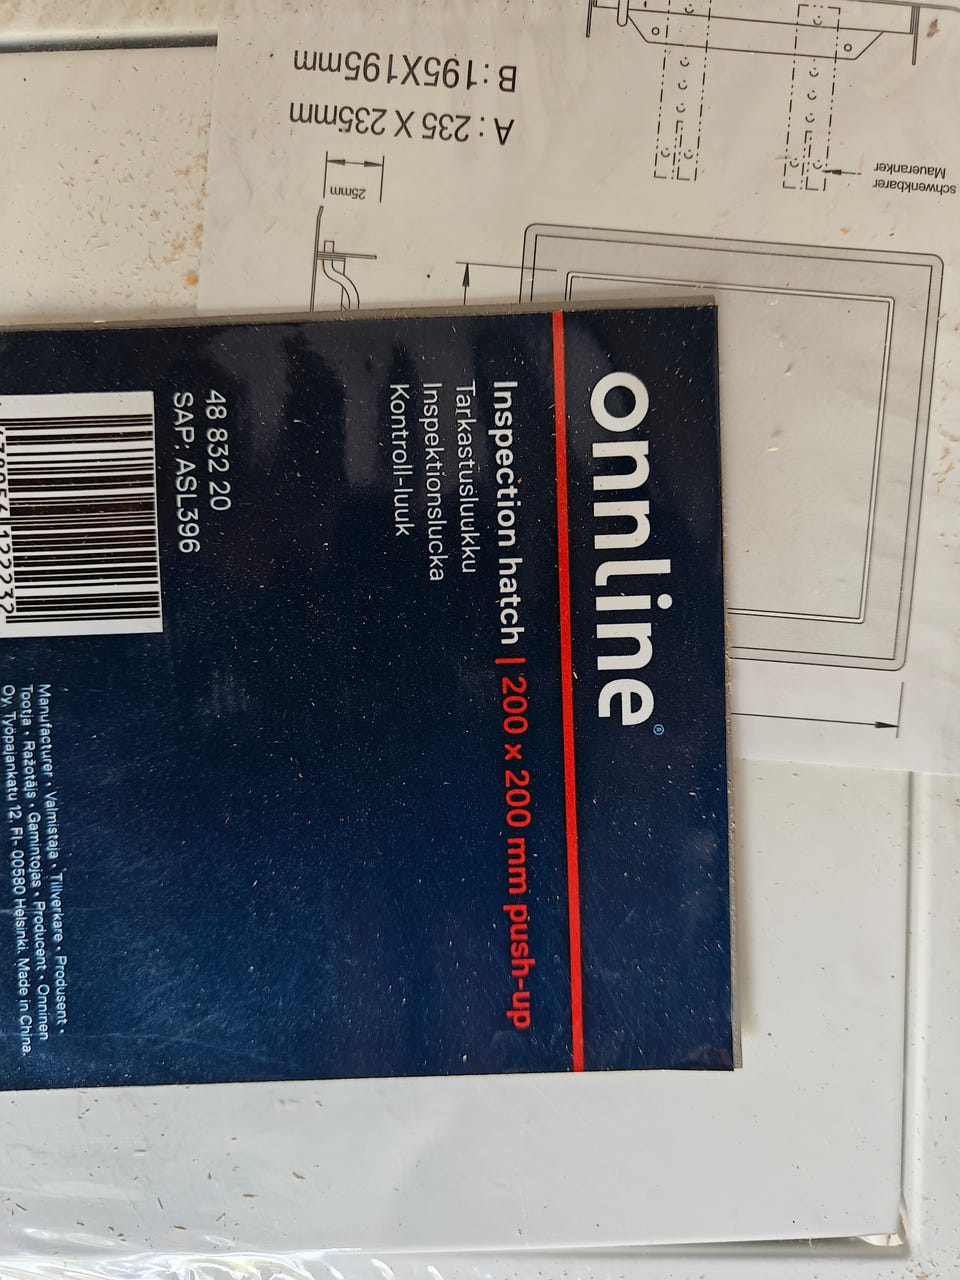 onnline®
Inspection hatch | 200 x 200 mm push-up
Tarkastusluukku
Inspektionslucka
Kontroll-luuk
48 832 20
SAP: ASL396
Manufacturer • Valmistaja • Tillverkare • Produsent •
Tootja • Ražotājs • Gamintojas • Producent • Onninen
Oy, Työpajankatu 12, FI- 00580 Helsinki. Made in China.
A : 235 X 235mm
B : 195X195mm
25mm
schwenkbarer
Maueranker